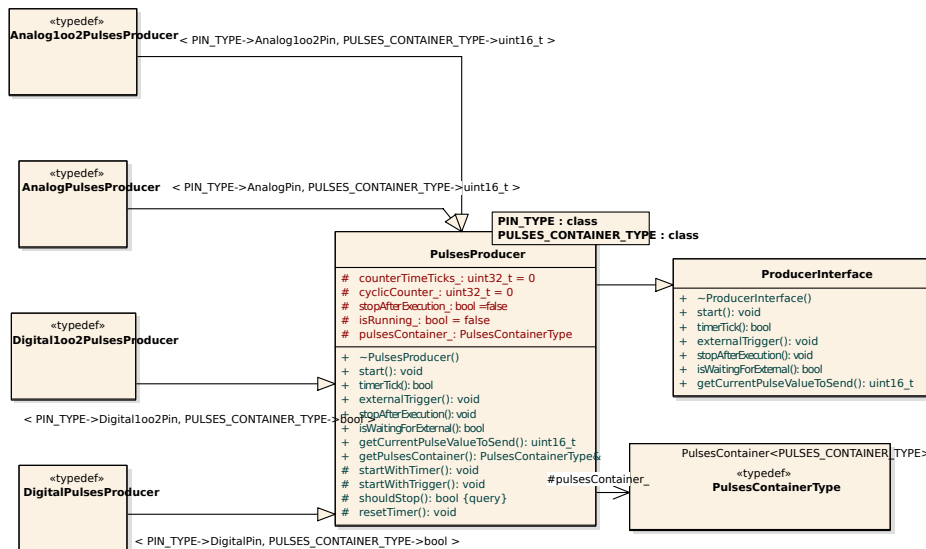 «typedef»
Analog1oo2PulsesProducer
< PIN_TYPE->Analog1oo2Pin, PULSES_CONTAINER_TYPE->uint16_t >
«typedef»
AnalogPulsesProducer
< PIN_TYPE->AnalogPin, PULSES_CONTAINER_TYPE->uint16_t >
PIN_TYPE : class
PULSES_CONTAINER_TYPE : class
PulsesProducer
# counterTimeTicks_: uint32_t = 0
# cyclicCounter_: uint32_t = 0
# stopAfterExecution_: bool =false
# isRunning_: bool = false
# pulsesContainer_: PulsesContainerType
+ ~PulsesProducer()
+ start(): void
+ timerTick(): bool
+ externalTrigger(): void
+ stopAfterExecution(): void
+ isWaitingForExternal(): bool
+ getCurrentPulseValueToSend(): uint16_t
+ getPulsesContainer(): PulsesContainerType&
# startWithTimer(): void
# startWithTrigger(): void
# shouldStop(): bool {query}
# resetTimer(): void
ProducerInterface
+ ~ProducerInterface()
+ start(): void
+ timerTick(): bool
+ externalTrigger(): void
+ stopAfterExecution(): void
+ isWaitingForExternal(): bool
+ getCurrentPulseValueToSend(): uint16_t
«typedef»
Digital1oo2PulsesProducer
< PIN_TYPE->Digital1oo2Pin, PULSES_CONTAINER_TYPE->bool >
PulsesContainer<PULSES_CONTAINER_TYPE>
«typedef»
PulsesContainerType
#pulsesContainer_
«typedef»
DigitalPulsesProducer
< PIN_TYPE->DigitalPin, PULSES_CONTAINER_TYPE->bool >